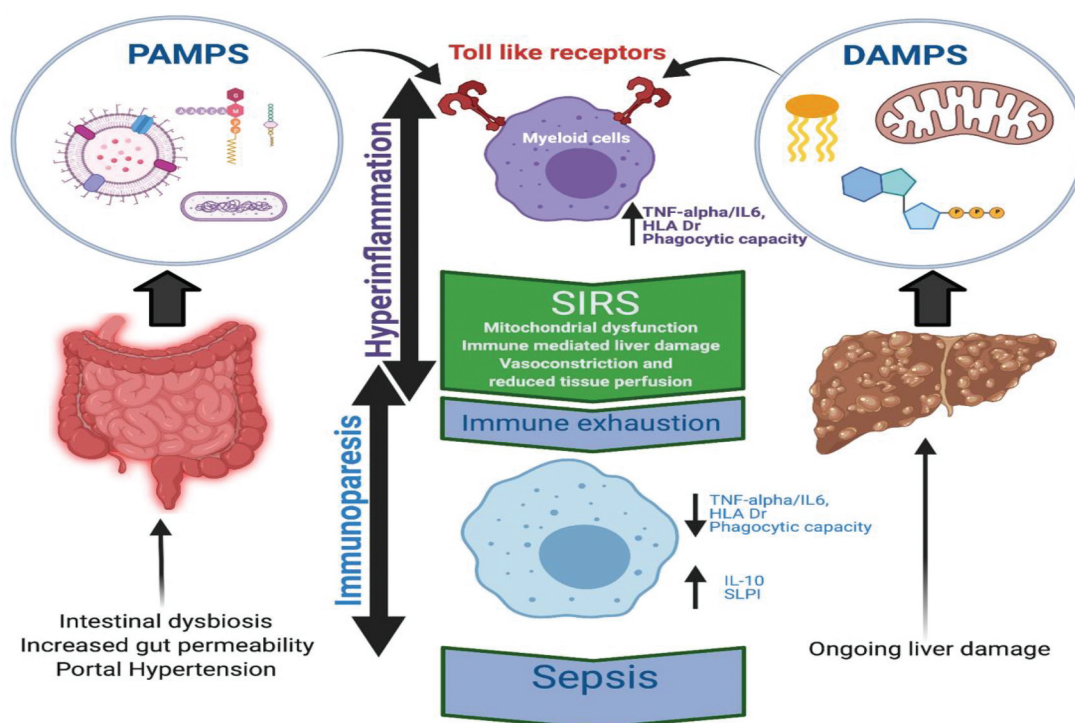 PAMPS
Toll like receptors
DAMPS
Myeloid cells
TNF-alpha/IL6,
HLA Dr
Phagocytic capacity
P P P
Hyperinflammation
SIRS
Mitochondrial dysfunction
Immune mediated liver damage
Vasoconstriction and
reduced tissue perfusion
Immune exhaustion
Immunoparesis
TNF-alpha/IL6,
HLA Dr
Phagocytic capacity
IL-10
SLPI
Intestinal dysbiosis
Increased gut permeability
Portal Hypertension
Ongoing liver damage
Sepsis